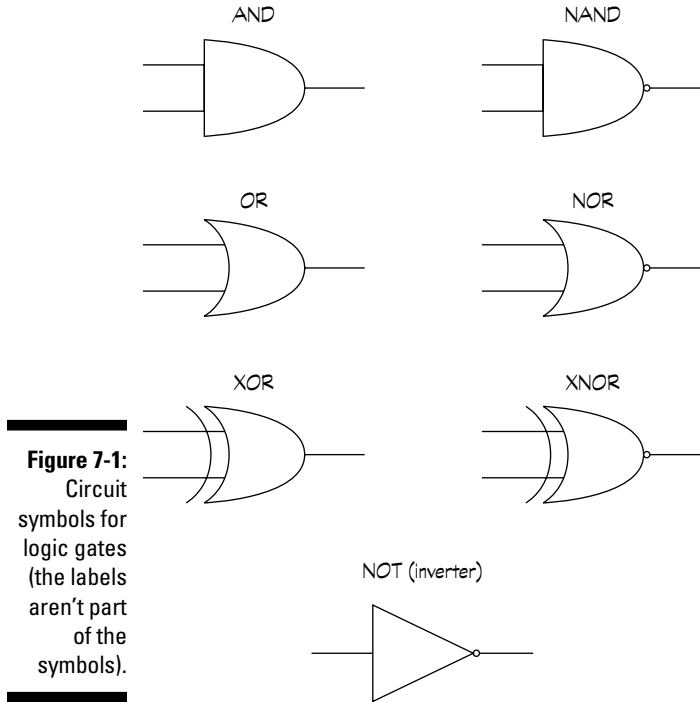 AND
NAND
OR
NOR
XOR
XNOR
Figure 7-1:
Circuit
symbols for
logic gates
(the labels
aren’t part
of the
symbols).
NOT (inverter)